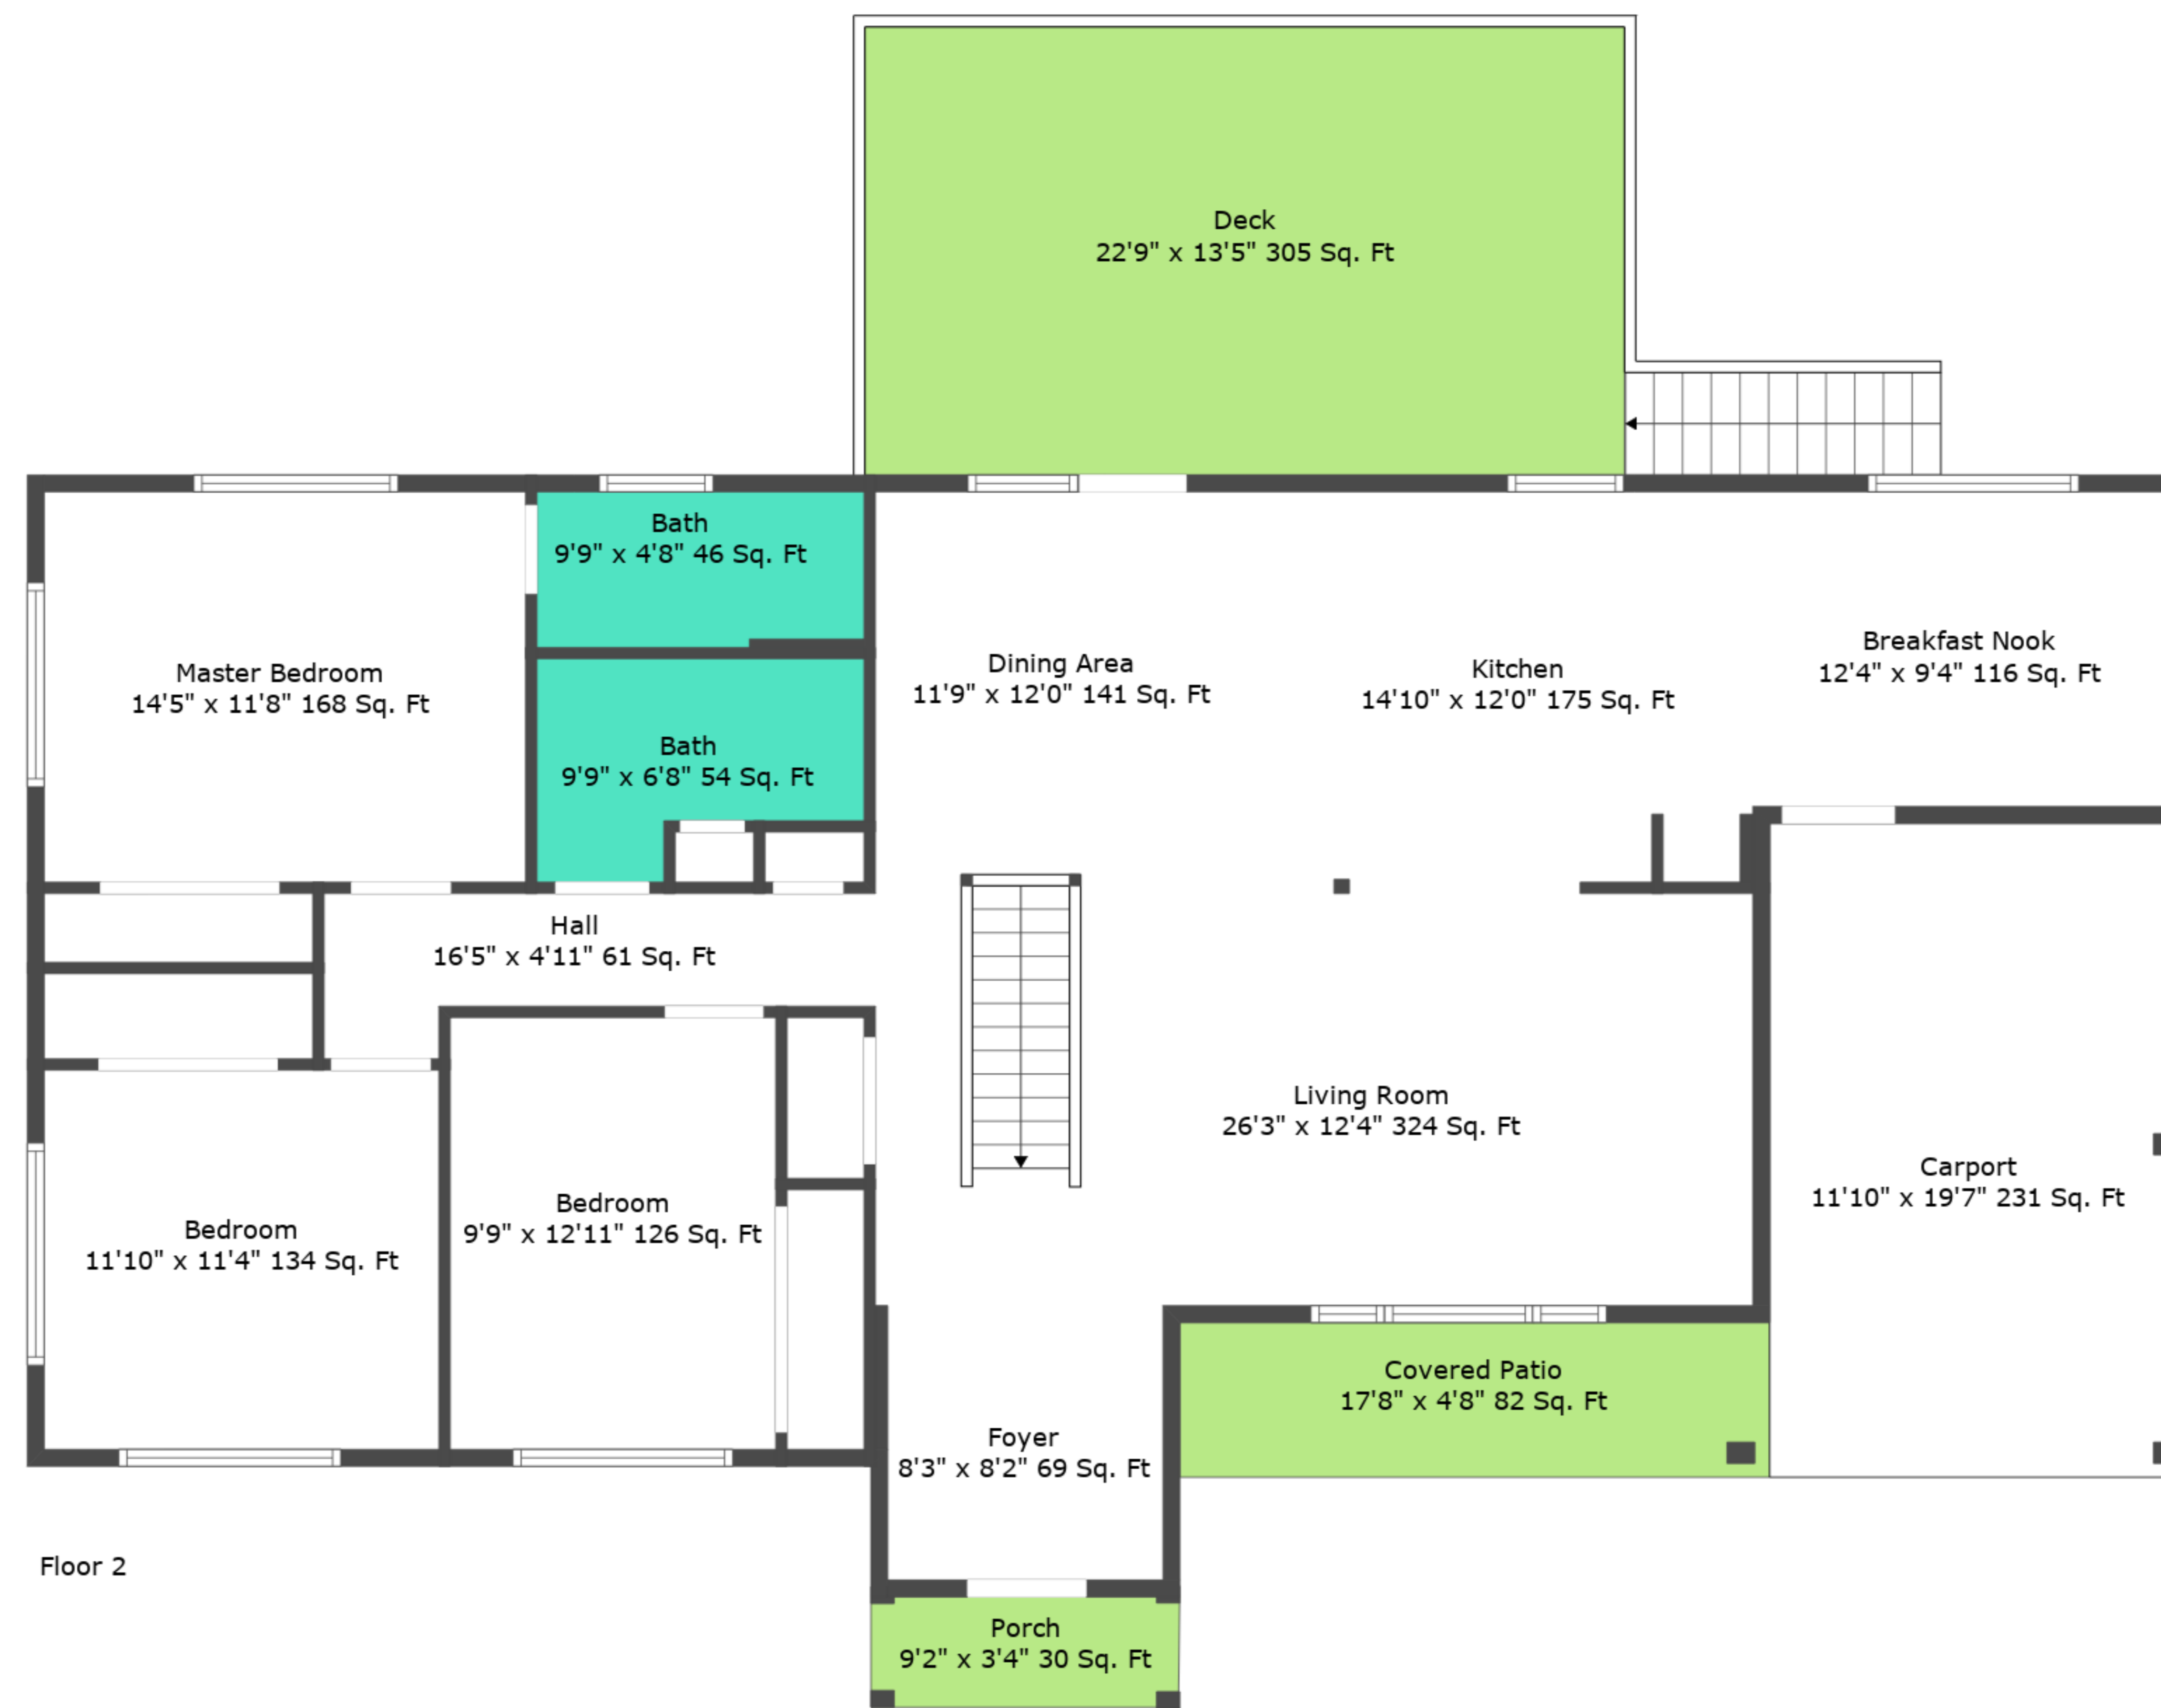 Deck
22'9" x 13'5" 305 Sq. Ft
Bath
9'9" x 4'8" 46 Sq. Ft
Master Bedroom
14'5" x 11'8" 168 Sq. Ft
Dining Area
11'9" x 12'0" 141 Sq. Ft
Kitchen
14'10" x 12'0" 175 Sq. Ft
Breakfast Nook
12'4" x 9'4" 116 Sq. Ft
Bath
9'9" x 6'8" 54 Sq. Ft
Hall
16'5" x 4'11" 61 Sq. Ft
Living Room
26'3" x 12'4" 324 Sq. Ft
Carport
11'10" x 19'7" 231 Sq. Ft
Bedroom
11'10" x 11'4" 134 Sq. Ft
Bedroom
9'9" x 12'11" 126 Sq. Ft
Covered Patio
17'8" x 4'8" 82 Sq. Ft
Foyer
8'3" x 8'2" 69 Sq. Ft
Floor 2
Porch
9'2" x 3'4" 30 Sq. Ft